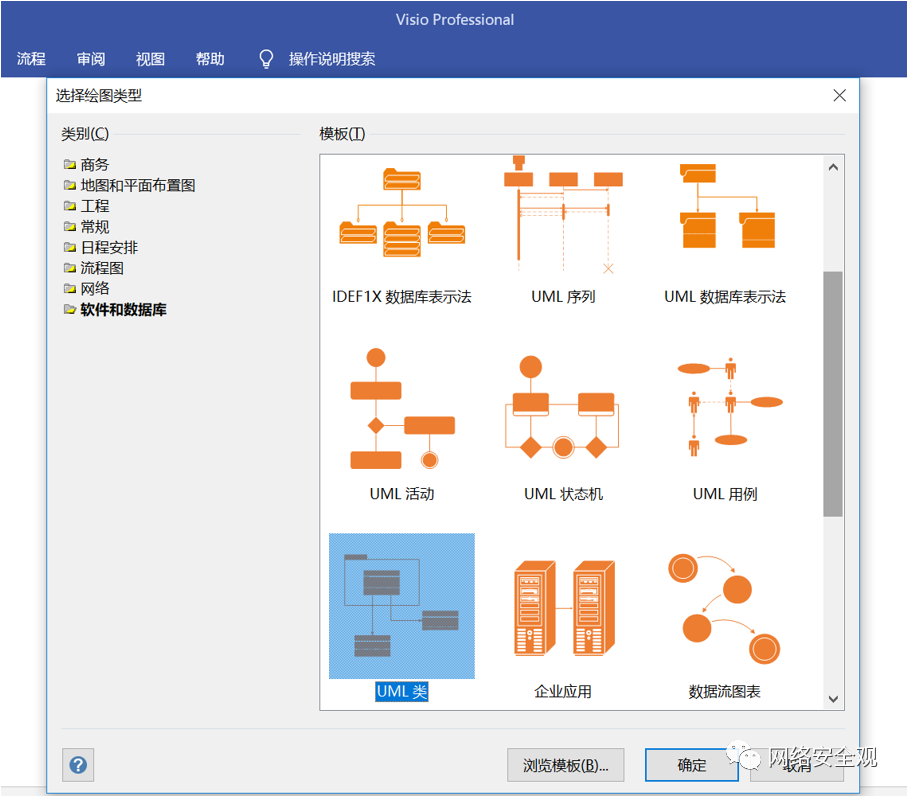 Visio Professional
流程 审阅 视图 帮助 操作说明搜索
选择绘图类型
类别(C)
模板(T)
商务
地图和平面布置图
工程
常规
日程安排
流程图
网络
软件和数据库
IDEF1X 数据库表示法 UML 序列 UML 数据库表示法
UML 活动 UML 状态机 UML 用例
UML 类 企业应用 数据流图表
?
浏览模板(B)... 确定 取消
网络安全观